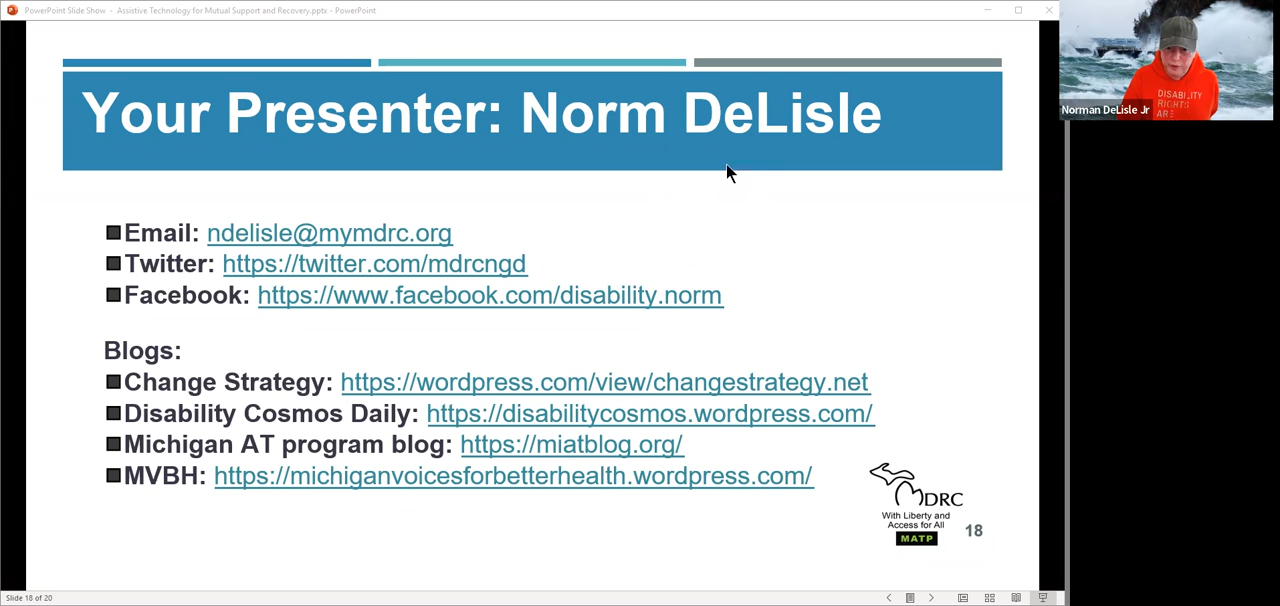 PowerPoint Slide Show - Assistive Technology for Mutual Support and Recovery.pptx - PowerPoint
Your Presenter: Norm DeLisle
DISABILITY
RIGHTS
ARE
Norman DeLisle Jr
Email: ndelisle@mymdrc.org
Twitter: https://twitter.com/mdrcngd
Facebook: https://www.facebook.com/disability.norm
Blogs:
Change Strategy: https://wordpress.com/view/changestrategy.net
Disability Cosmos Daily: https://disabilitycosmos.wordpress.com/
Michigan AT program blog: https://miatblog.org/
MVBH: https://michiganvoicesforbetterhealth.wordpress.com/
MDRC
With Liberty and
Access for All
MATP
18
Slide 18 of 20